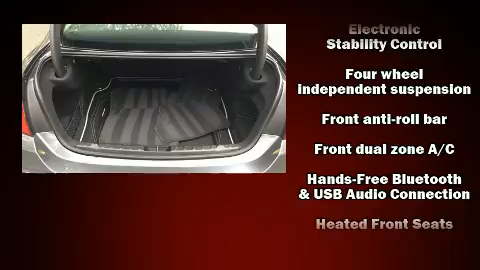 Electronic
Stability Control
Four wheel
independent suspension
Front anti-roll bar
Front dual zone A/C
Hands-Free Bluetooth
& USB Audio Connection
Heated Front Seats